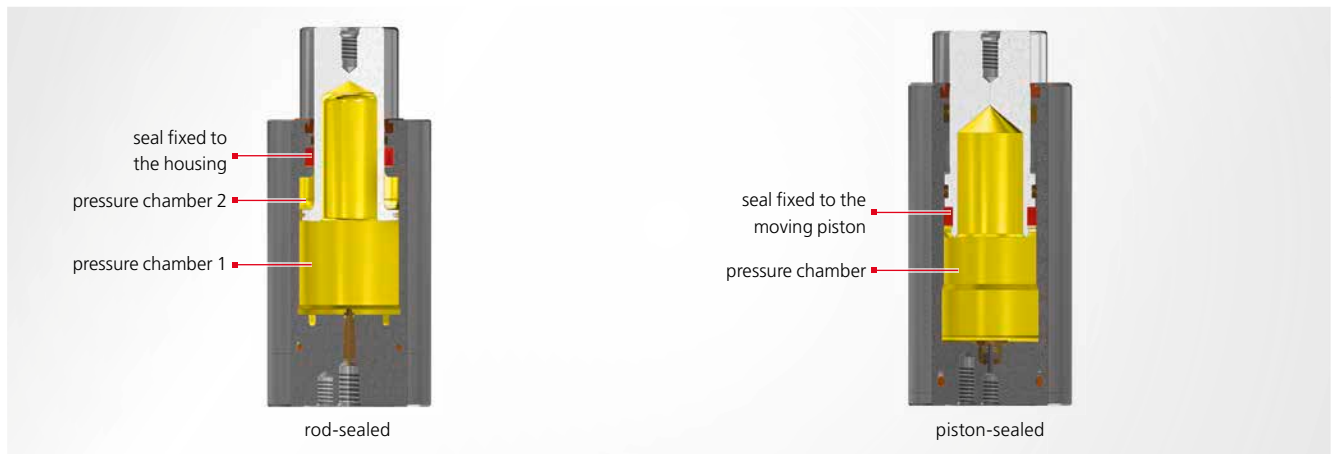 seal fixed to
the housing
pressure chamber 2
pressure chamber 1
rod-sealed
seal fixed to the
moving piston
pressure chamber
piston-sealed